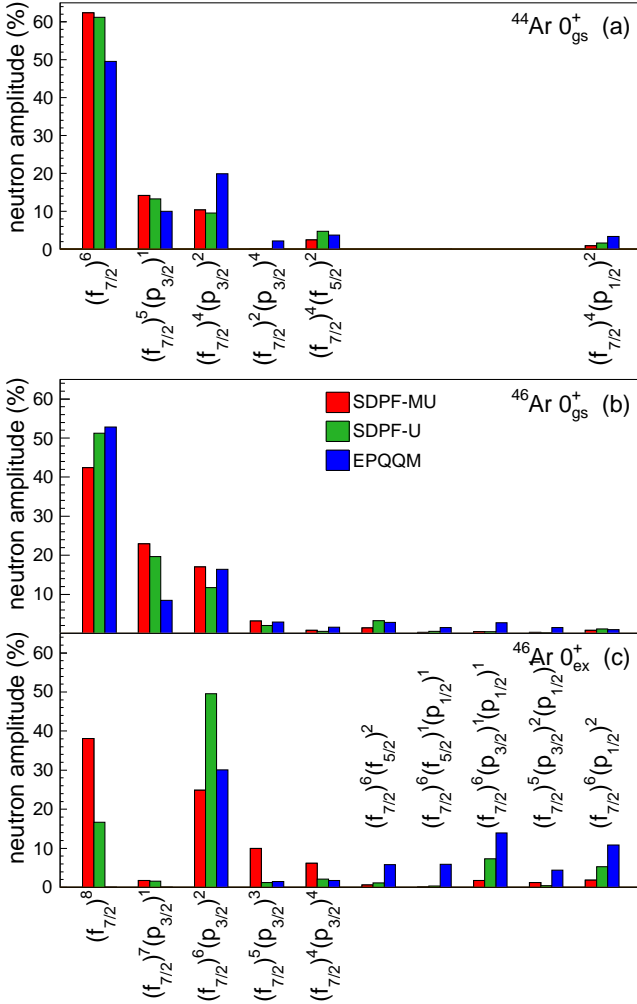 neutron amplitude (%)
60
50
40
30
20
10
0
⁴⁴Ar 0⁺gs (a)
(f7/2)⁶
(f7/2)⁵(p3/2)¹
(f7/2)⁴(p3/2)²
(f7/2)²(p3/2)⁴
(f7/2)⁴(f5/2)²
(f7/2)⁴(p1/2)²
neutron amplitude (%)
60
50
40
30
20
10
⁴⁶Ar 0⁺gs (b)
SDPF-MU
SDPF-U
EPQQM
neutron amplitude (%)
60
50
40
30
20
10
0
⁴⁶Ar 0⁺ex (c)
(f7/2)⁶(f5/2)²
(f7/2)⁶(f5/2)¹(p1/2)¹
(f7/2)⁶(p3/2)¹(p1/2)¹
(f7/2)⁵(p3/2)²(p1/2)¹
(f7/2)⁶(p1/2)²
(f7/2)⁸
(f7/2)⁷(p3/2)¹
(f7/2)⁶(p3/2)²
(f7/2)⁵(p3/2)³
(f7/2)⁴(p3/2)⁴